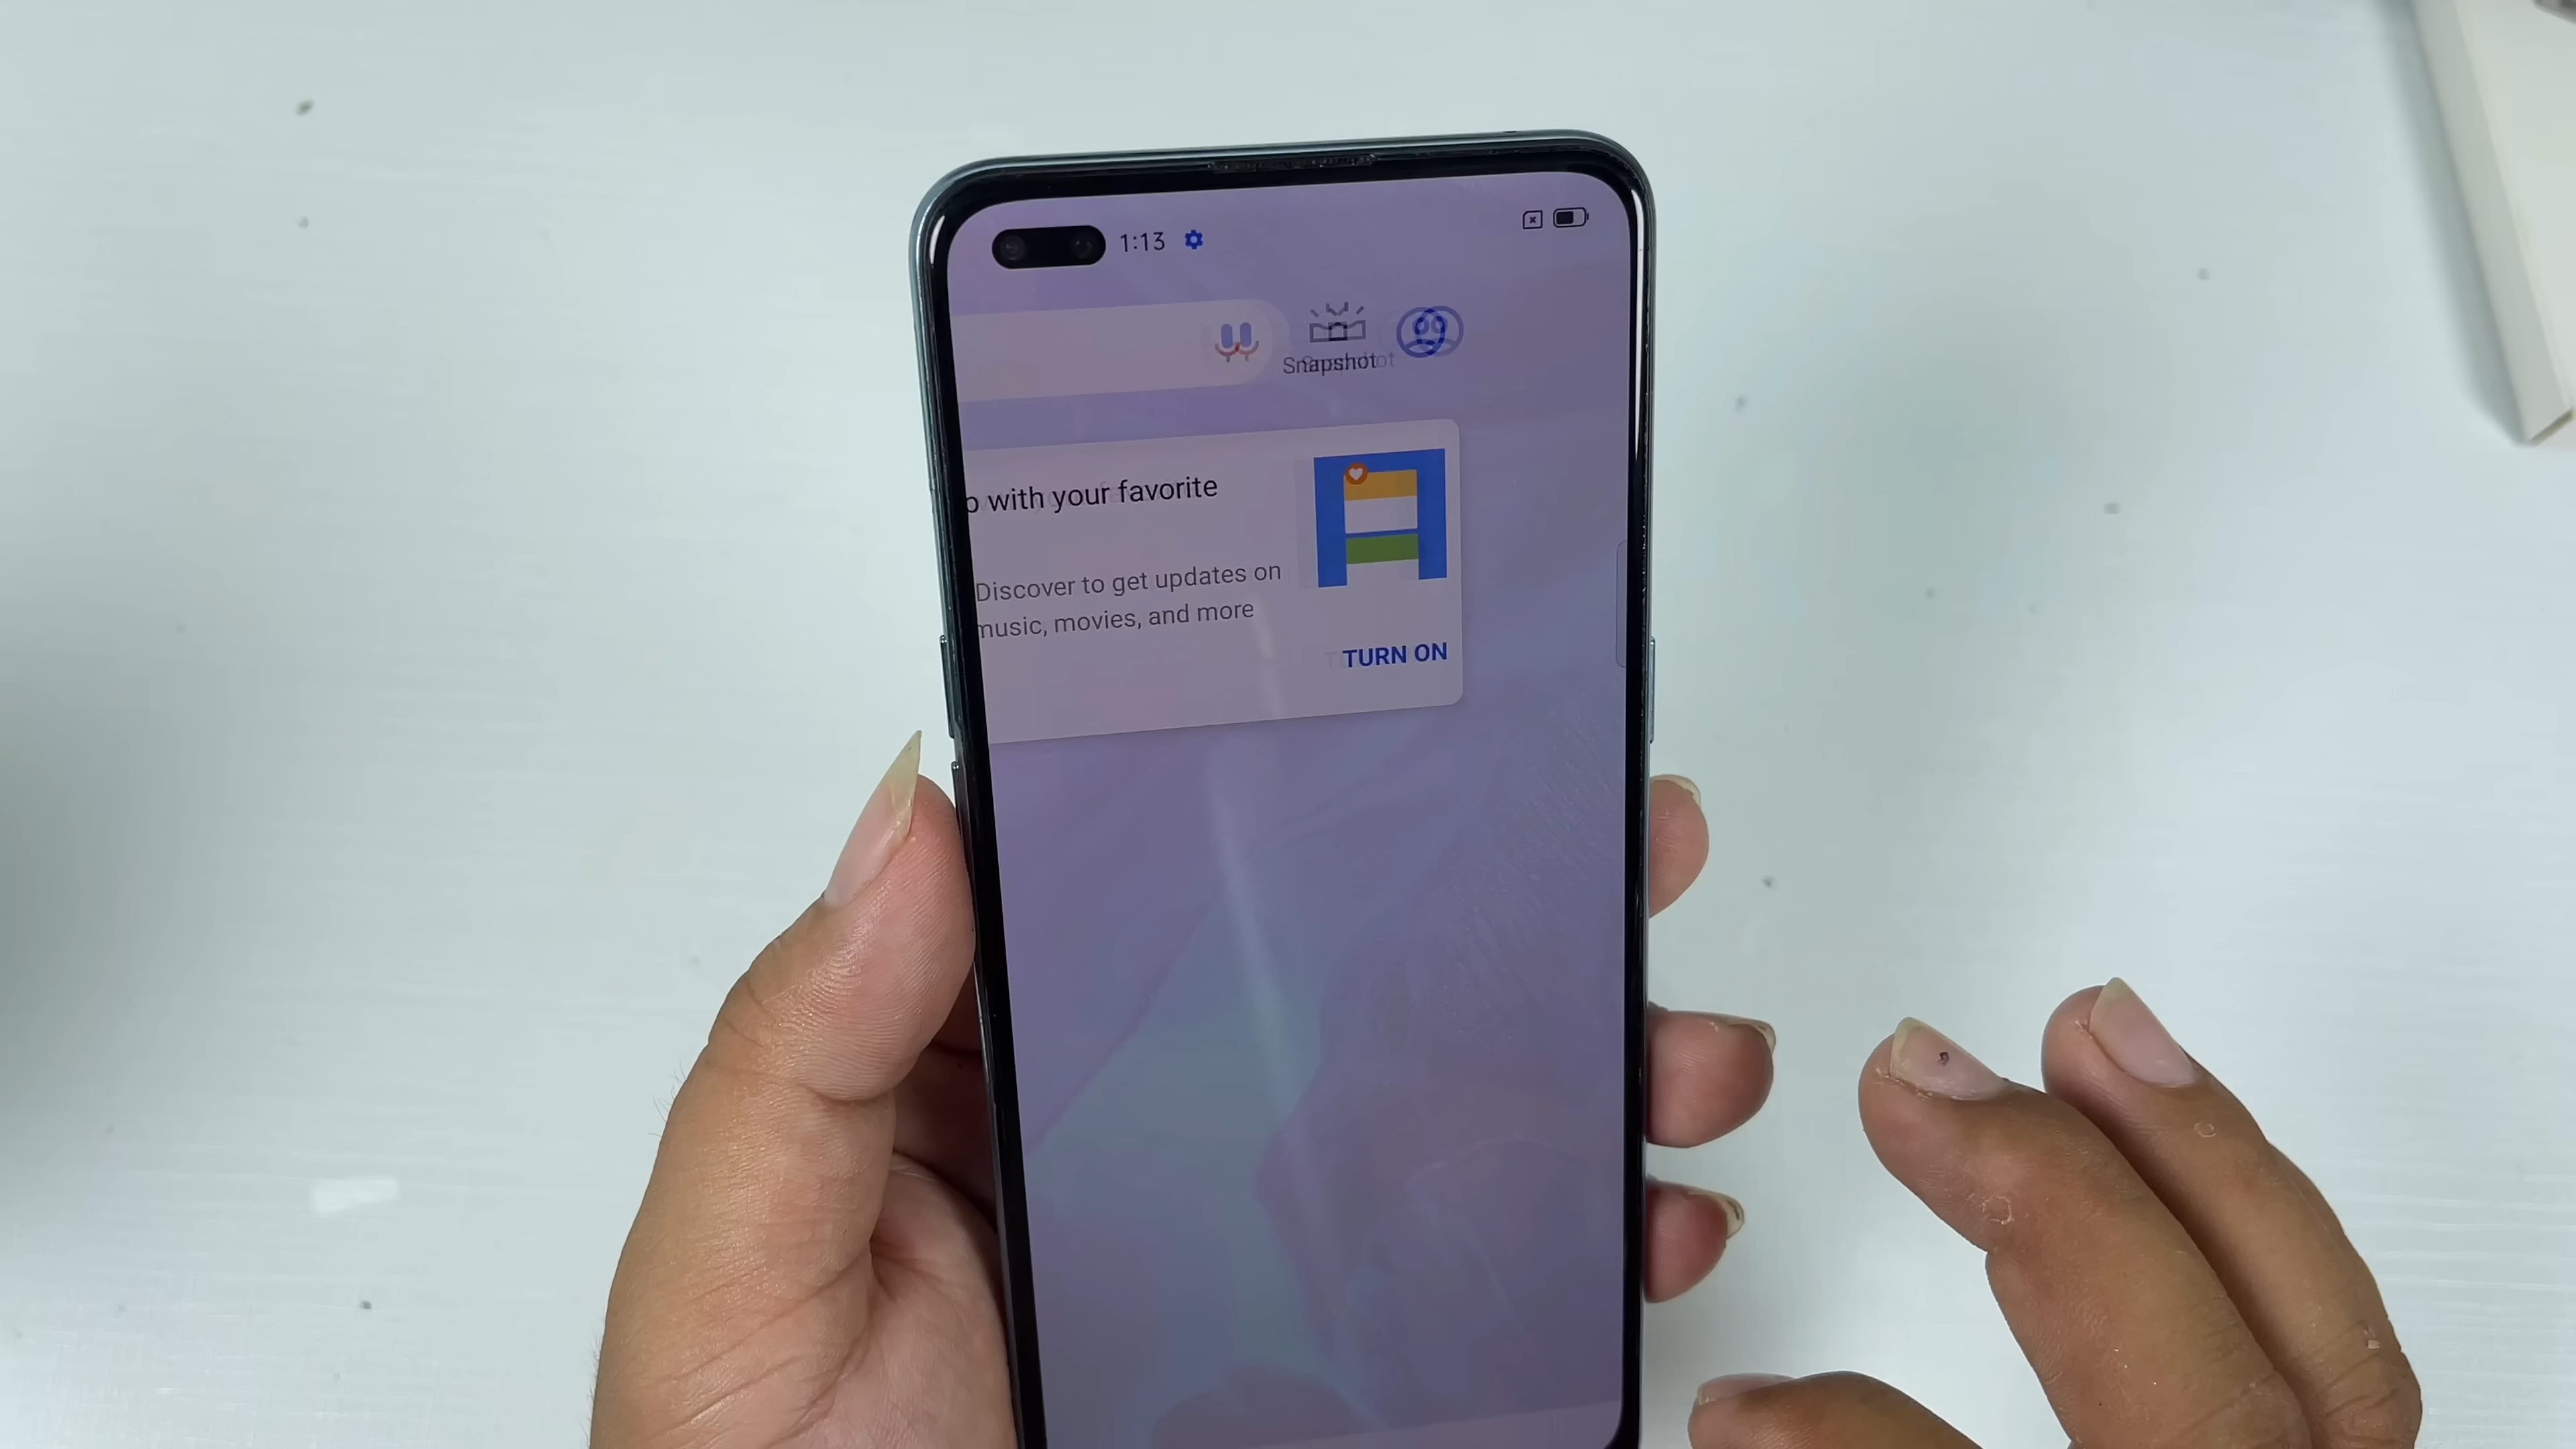 1:13
Snapshot
with your favorite
Discover to get updates on
music, movies, and more
TURN ON